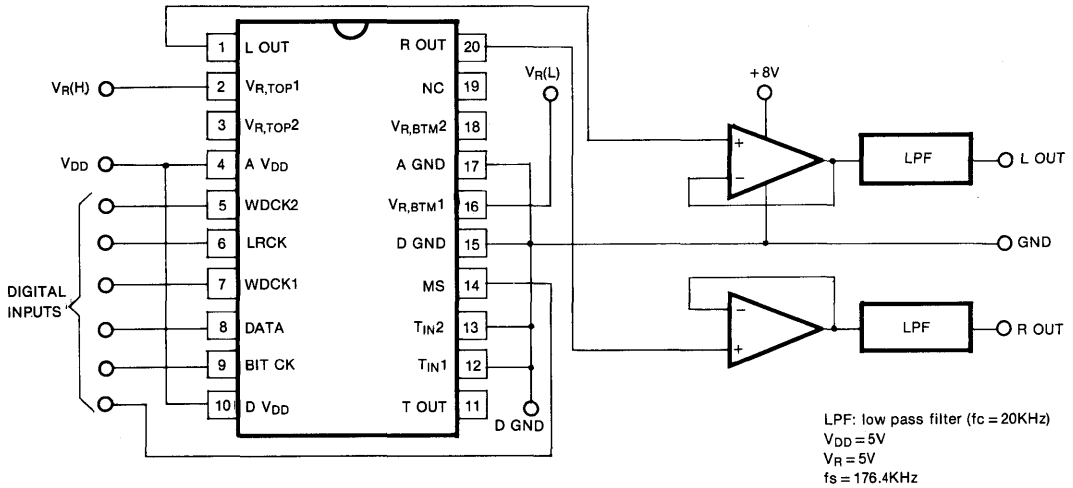 1 L OUT
2 VR,TOP1
3 VR,TOP2
4 A VDD
5 WDCK2
6 LRCK
7 WDCK1
8 DATA
9 BIT CK
10 D VDD
R OUT 20
NC 19
VR,BTM2 18
A GND 17
VR,BTM1 16
D GND 15
MS 14
TIN2 13
TIN1 12
T OUT 11
VR(H)
VDD
DIGITAL
INPUTS
VR(L)
D GND
+8V
+
−
LPF
L OUT
GND
−
+
LPF
R OUT
LPF: low pass filter (fc = 20KHz)
VDD = 5V
VR = 5V
fs = 176.4KHz